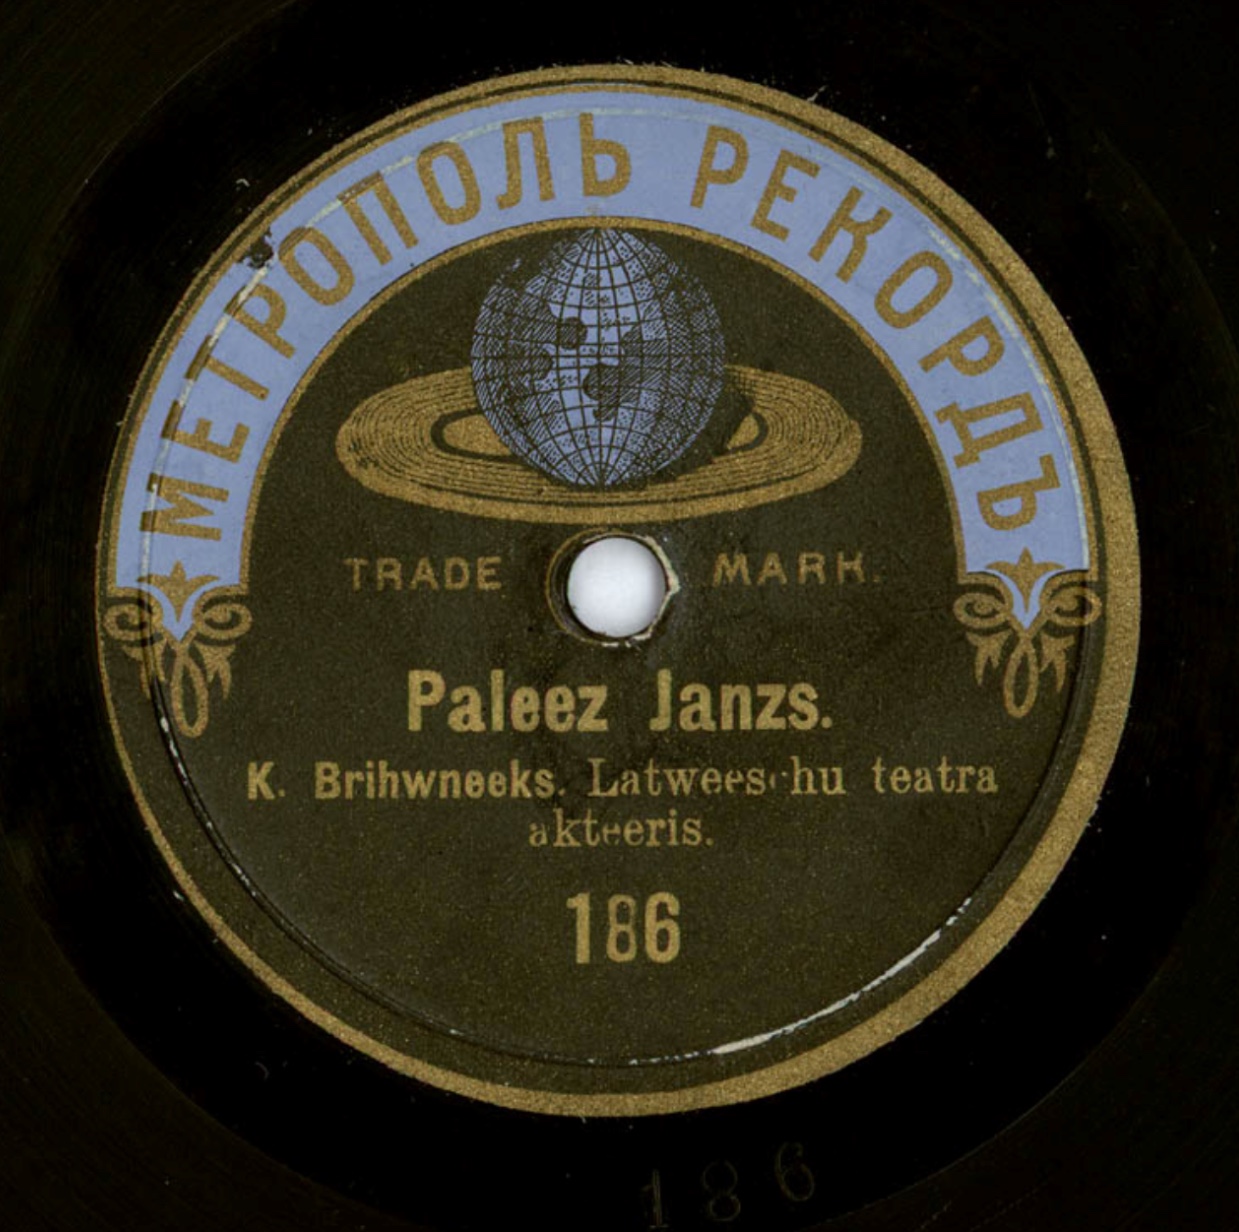 МЕТРОПОЛЬ РЕКОРДЪ
TRADE MARK.
Paleez Janzs.
K. Brihwneeks. Latweeschu teatra
akteeris.
186
186